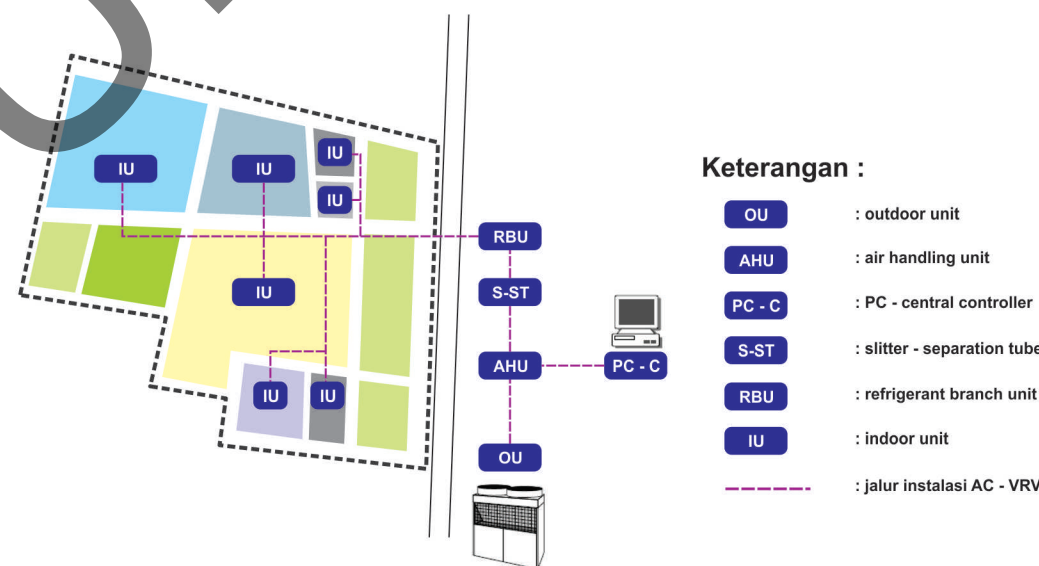 IU
IU
IU
IU
IU
IU
IU
RBU
S-ST
AHU
PC - C
OU
Keterangan :
OU : outdoor unit
AHU : air handling unit
PC - C : PC - central controller
S-ST : slitter - separation tube
RBU : refrigerant branch unit
IU : indoor unit
: jalur instalasi AC - VRV